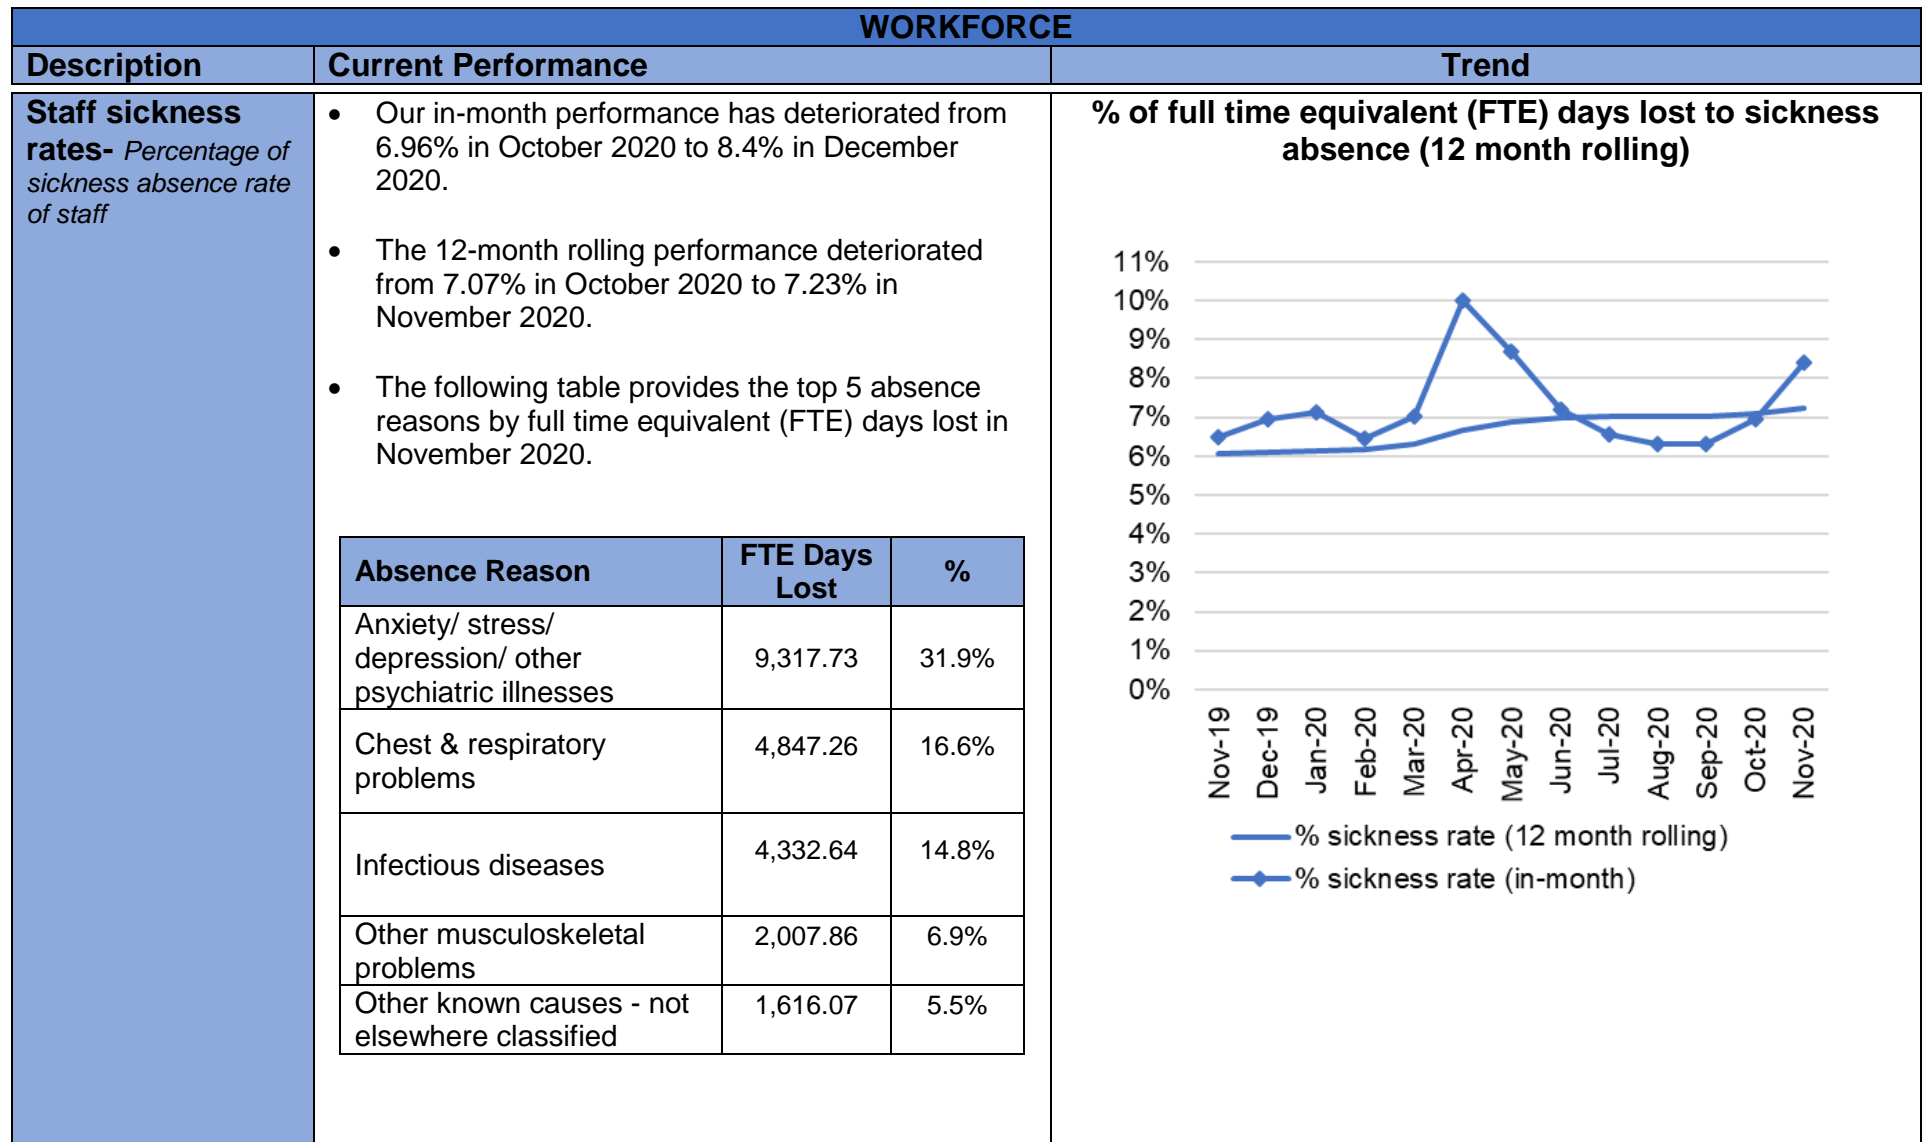 WORKFORCE
Description
Current Performance
Trend
Staff sickness
rates- Percentage of
sickness absence rate
of staff
• Our in-month performance has deteriorated from
6.96% in October 2020 to 8.4% in December
2020.
• The 12-month rolling performance deteriorated
from 7.07% in October 2020 to 7.23% in
November 2020.
• The following table provides the top 5 absence
reasons by full time equivalent (FTE) days lost in
November 2020.
Absence Reason
FTE Days
Lost
%
Anxiety/ stress/
depression/ other
psychiatric illnesses
9,317.73
31.9%
Chest & respiratory
problems
4,847.26
16.6%
Infectious diseases
4,332.64
14.8%
Other musculoskeletal
problems
2,007.86
6.9%
Other known causes - not
elsewhere classified
1,616.07
5.5%
% of full time equivalent (FTE) days lost to sickness
absence (12 month rolling)
11%
10%
9%
8%
7%
6%
5%
4%
3%
2%
1%
0%
Nov-19
Dec-19
Jan-20
Feb-20
Mar-20
Apr-20
May-20
Jun-20
Jul-20
Aug-20
Sep-20
Oct-20
Nov-20
% sickness rate (12 month rolling)
% sickness rate (in-month)